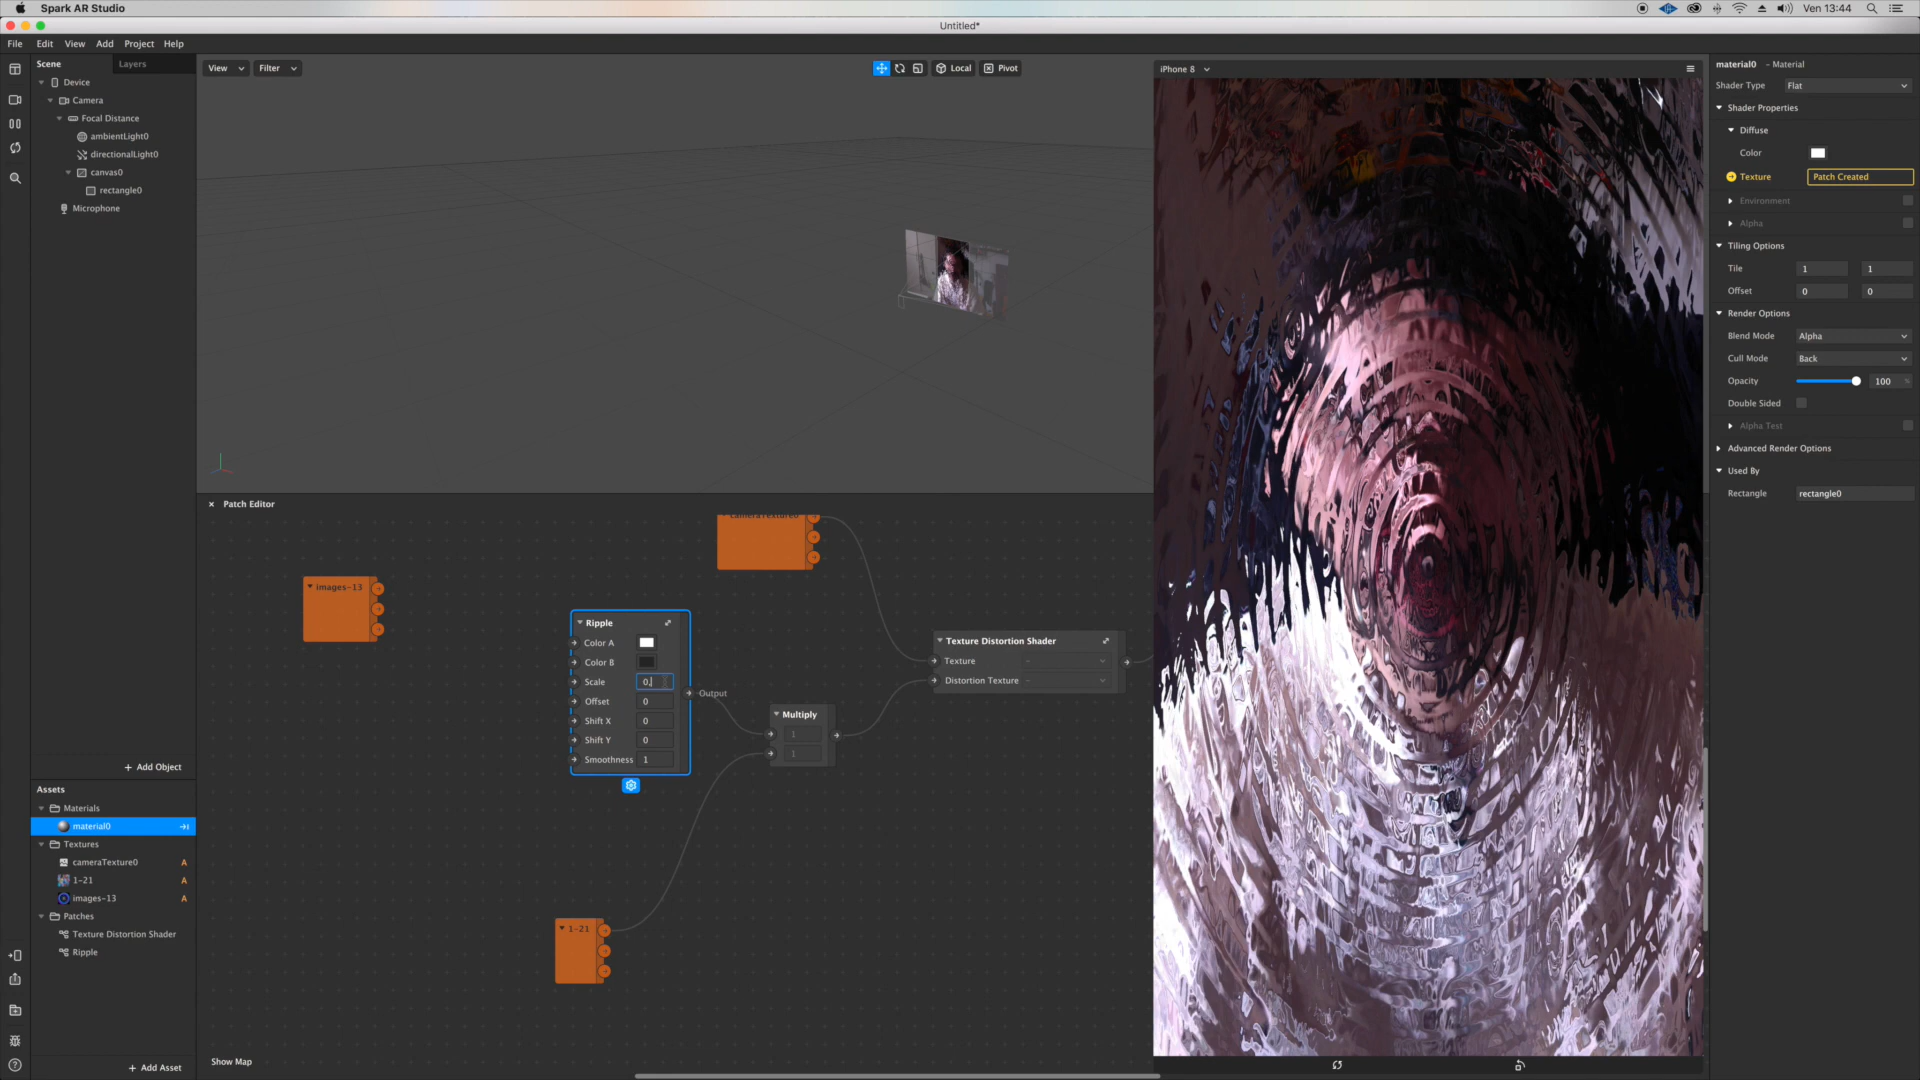 Spark AR Studio
Ven 13:44
Untitled*
File Edit View Add Project Help
Scene Layers
Device
Camera
Focal Distance
ambientLight0
directionalLight0
canvas0
rectangle0
Microphone
+ Add Object
Assets
Materials
material0
Textures
cameraTexture0 A
1-21 A
images-13 A
Patches
Texture Distortion Shader
Ripple
+ Add Asset
View Filter
Local Pivot
Patch Editor
cameraTexture0
images-13
Ripple
Color A
Color B
Scale 0,
Offset 0
Shift X 0
Shift Y 0
Smoothness 1
Output
Multiply
1
1
Texture Distortion Shader
Texture -
Distortion Texture -
1-21
Show Map
iPhone 8
material0 - Material
Shader Type Flat
Shader Properties
Diffuse
Color
Texture Patch Created
Environment
Alpha
Tiling Options
Tile 1 1
Offset 0 0
Render Options
Blend Mode Alpha
Cull Mode Back
Opacity 100 %
Double Sided
Alpha Test
Advanced Render Options
Used By
Rectangle rectangle0